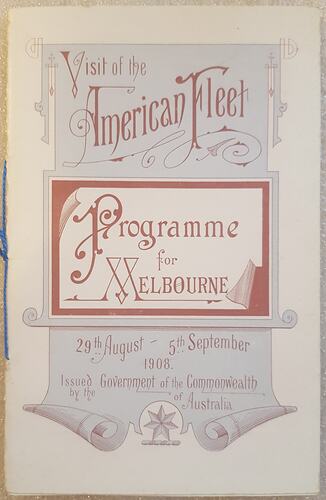 Visit of the
American Fleet
Programme
for
MELBOURNE
29th August - 5th September
1908.
Issued by the Government of the Commonwealth
of Australia